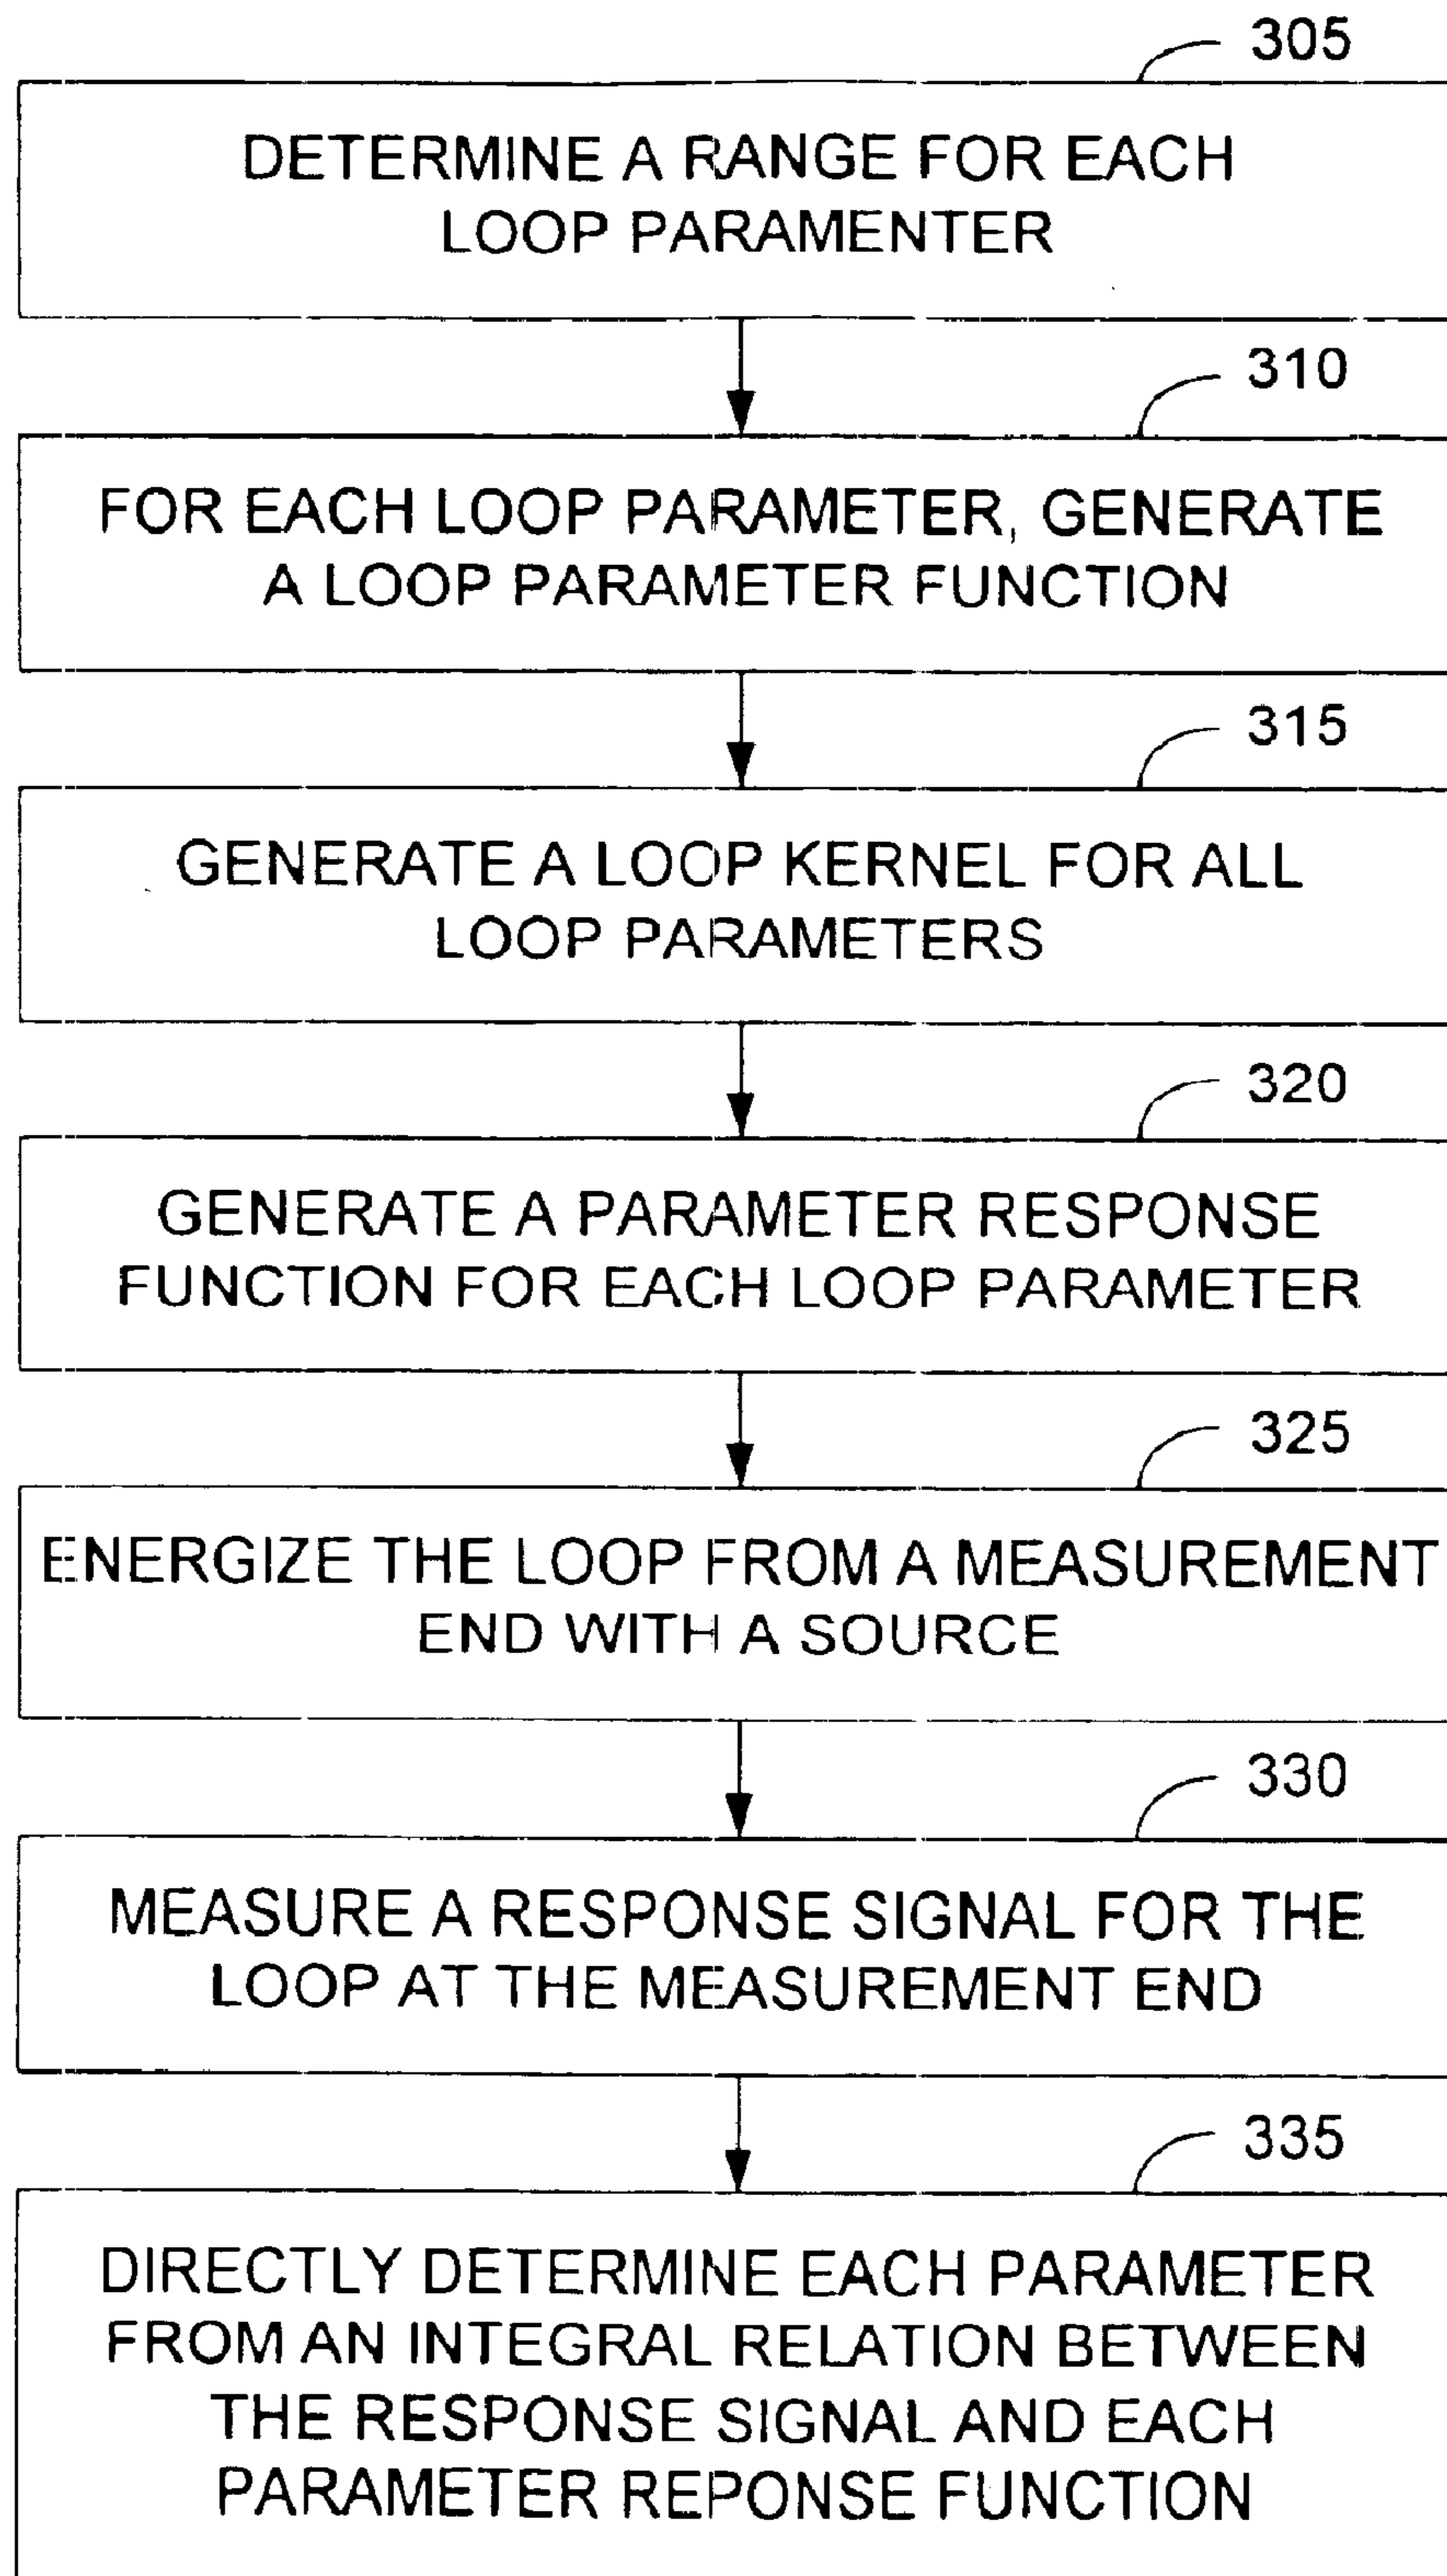 305
DETERMINE A RANGE FOR EACH
LOOP PARAMENTER
310
FOR EACH LOOP PARAMETER, GENERATE
A LOOP PARAMETER FUNCTION
315
GENERATE A LOOP KERNEL FOR ALL
LOOP PARAMETERS
320
GENERATE A PARAMETER RESPONSE
FUNCTION FOR EACH LOOP PARAMETER
325
ENERGIZE THE LOOP FROM A MEASUREMENT
END WITH A SOURCE
330
MEASURE A RESPONSE SIGNAL FOR THE
LOOP AT THE MEASUREMENT END
335
DIRECTLY DETERMINE EACH PARAMETER
FROM AN INTEGRAL RELATION BETWEEN
THE RESPONSE SIGNAL AND EACH
PARAMETER REPONSE FUNCTION